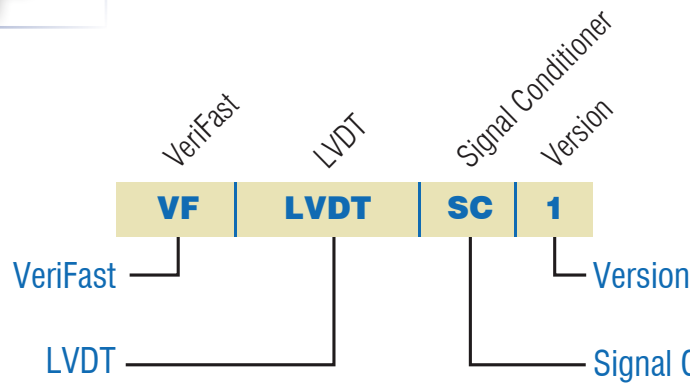 VeriFast
LVDT
Signal Conditioner
Version
VF LVDT SC 1
VeriFast
Version
LVDT
Signal